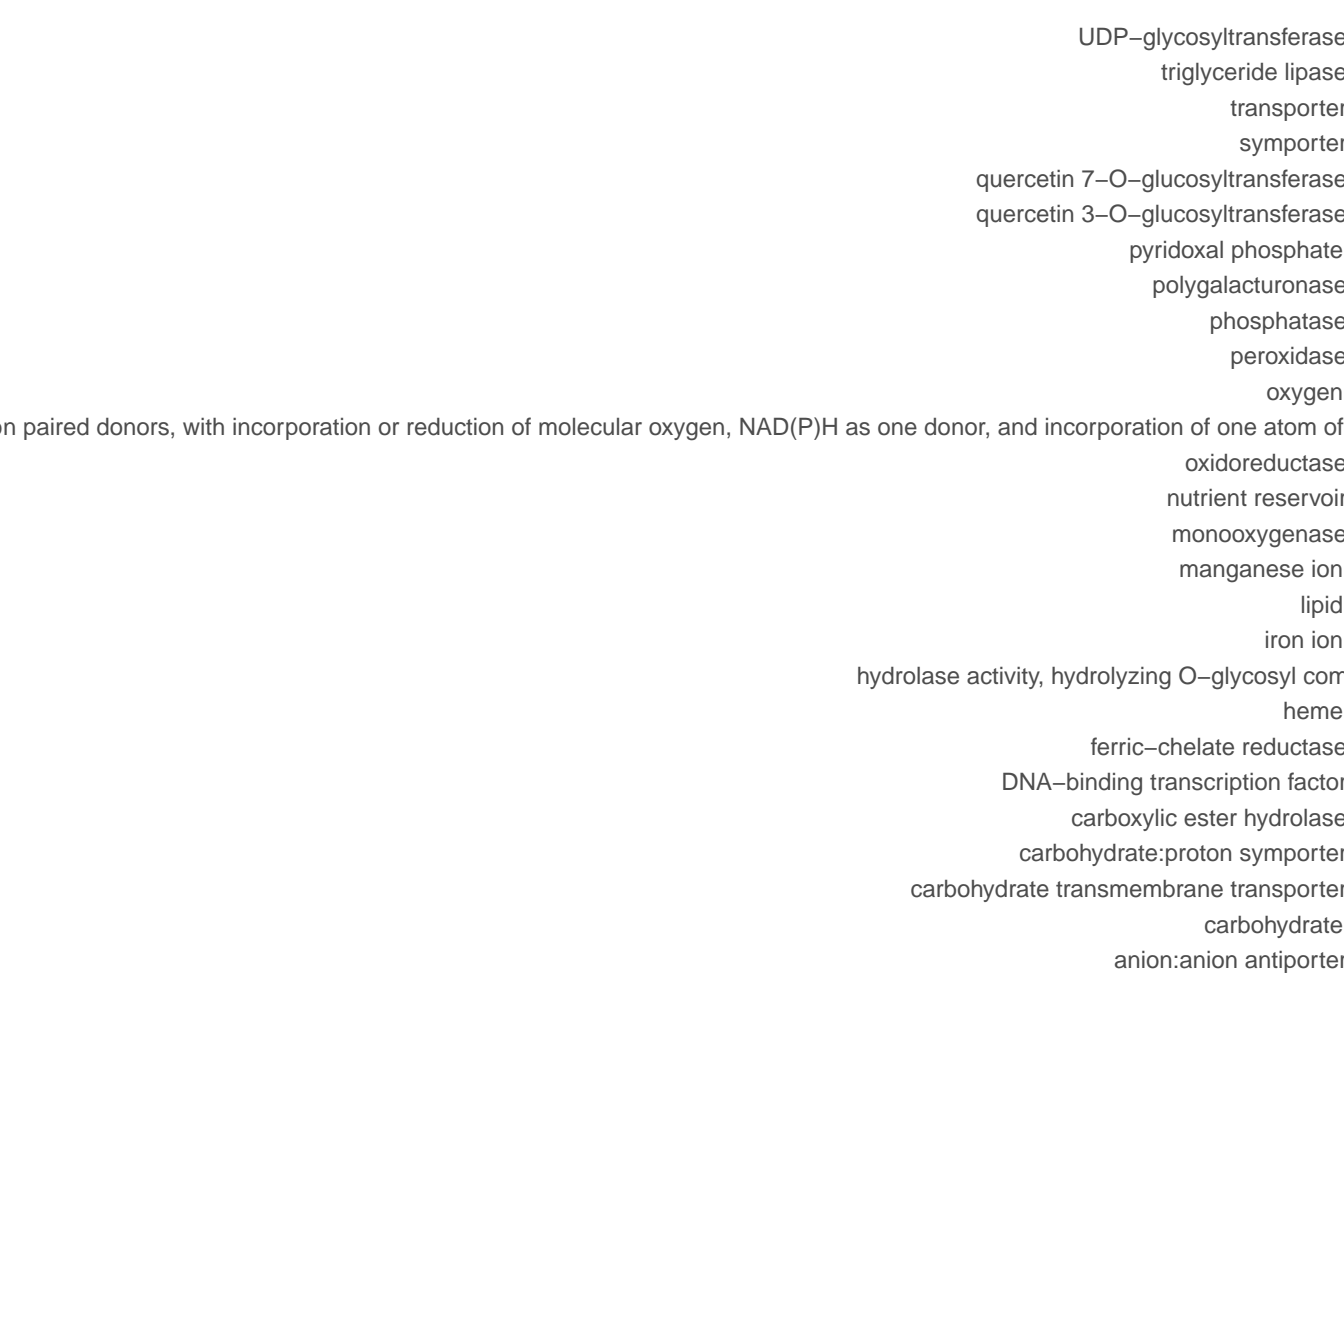 UDP−glycosyltransferase
triglyceride lipase
transporter
symporter
quercetin 7−O−glucosyltransferase
quercetin 3−O−glucosyltransferase
pyridoxal phosphate
polygalacturonase
phosphatase
peroxidase
oxygen
on paired donors, with incorporation or reduction of molecular oxygen, NAD(P)H as one donor, and incorporation of one atom of
oxidoreductase
nutrient reservoir
monooxygenase
manganese ion
lipid
iron ion
hydrolase activity, hydrolyzing O−glycosyl com
heme
ferric−chelate reductase
DNA−binding transcription factor
carboxylic ester hydrolase
carbohydrate:proton symporter
carbohydrate transmembrane transporter
carbohydrate
anion:anion antiporter